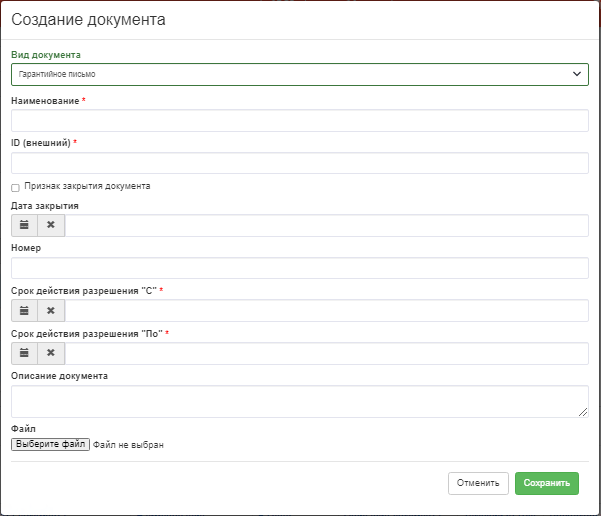 Создание документа
Вид документа
Гарантийное письмо
Наименование *
ID (внешний) *
Признак закрытия документа
Дата закрытия
Номер
Срок действия разрешения "С" *
Срок действия разрешения "По" *
Описание документа
Файл
Выберите файл Файл не выбран
Отменить Сохранить